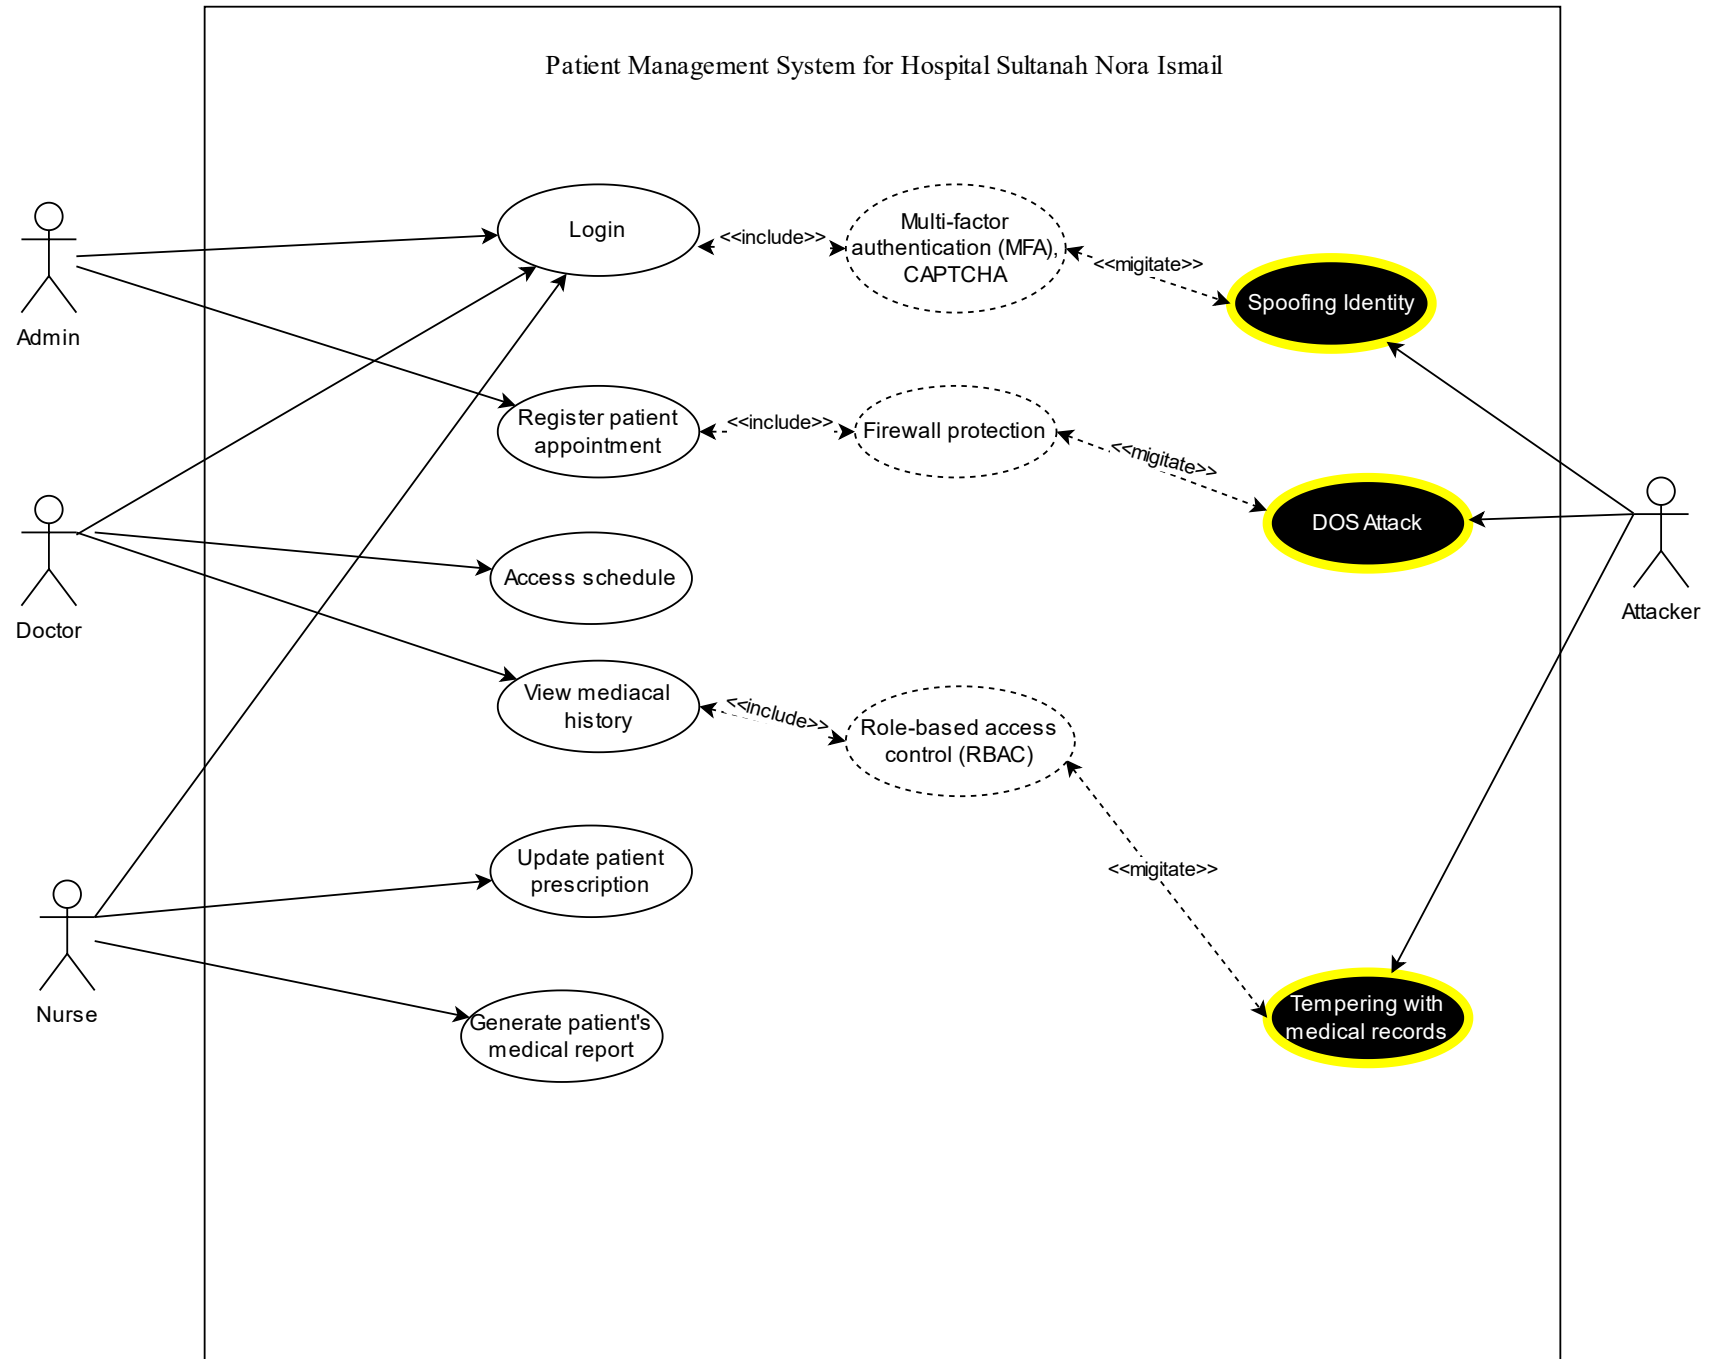 Patient Management System for Hospital Sultanah Nora Ismail
Admin
Login
<<include>>
Multi-factor
authentication (MFA),
CAPTCHA
<<migitate>>
Spoofing Identity
Register patient
appointment
<<include>>
Firewall protection
<<migitate>>
DOS Attack
Attacker
Doctor
Access schedule
View mediacal
history
<<include>>
Role-based access
control (RBAC)
<<migitate>>
Update patient
prescription
Nurse
Generate patient's
medical report
Tempering with
medical records